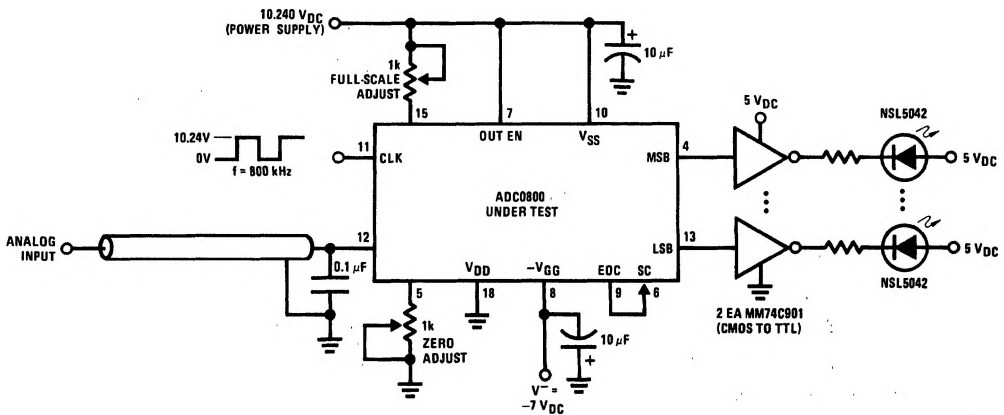 10.240 VDC
(POWER SUPPLY)
+
10 µF
1k
FULL-SCALE
ADJUST
15
7
10
5 VDC
NSL5042
10.24V
0V
f = 800 kHz
11
CLK
OUT EN
VSS
MSB
4
5 VDC
ADC0800
UNDER TEST
ANALOG
INPUT
12
LSB
13
5 VDC
0.1 µF
VDD
–VGG
EOC
SC
NSL5042
5
18
8
9
6
1k
ZERO
ADJUST
10 µF
+
2 EA MM74C901
(CMOS TO TTL)
V– =
–7 VDC